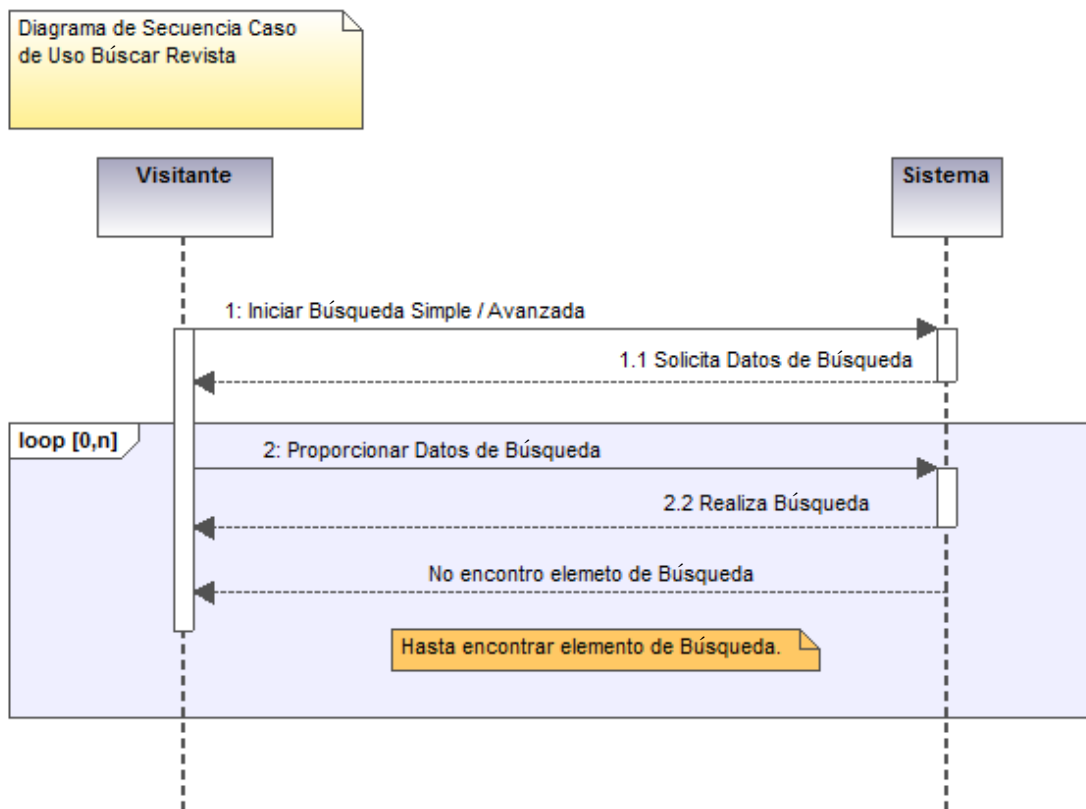 Diagrama de Secuencia Caso
de Uso Búscar Revista
Visitante
Sistema
1: Iniciar Búsqueda Simple / Avanzada
1.1 Solicita Datos de Búsqueda
loop [0,n]
2: Proporcionar Datos de Búsqueda
2.2 Realiza Búsqueda
No encontro elemeto de Búsqueda
Hasta encontrar elemento de Búsqueda.